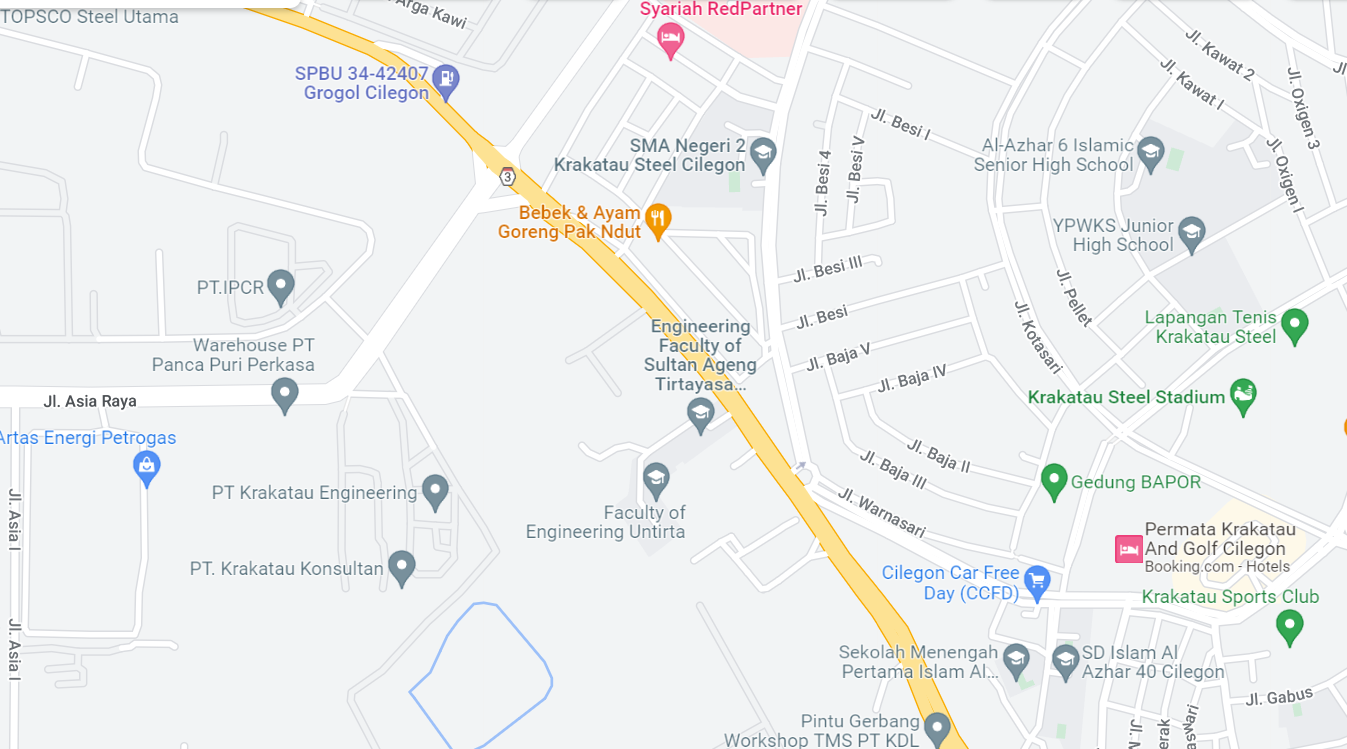 Syariah RedPartner
TOPSCO Steel Utama
Arga Kawi
SPBU 34-42407
Grogol Cilegon
3
Jl. Kawat 2
Jl. Kawat I
Jl. Oxigen 3
Jl. Oxigen I
Jl. Besi I
Jl. Besi 4
Jl. Besi V
SMA Negeri 2
Krakatau Steel Cilegon
Al-Azhar 6 Islamic
Senior High School
Bebek & Ayam
Goreng Pak Ndut
YPWKS Junior
High School
Jl. Besi III
Jl. Pellet
PT.IPCR
Jl. Besi
Jl. Kotasari
Lapangan Tenis
Krakatau Steel
Engineering
Faculty of
Sultan Ageng
Tirtayasa...
Warehouse PT
Panca Puri Perkasa
Jl. Baja V
Jl. Baja IV
Jl. Asia Raya
Krakatau Steel Stadium
Artas Energi Petrogas
Jl. Baja II
Jl. Baja III
PT Krakatau Engineering
Gedung BAPOR
Jl. Asia I
Jl. Warnasari
Faculty of
Engineering Untirta
Permata Krakatau
And Golf Cilegon
Booking.com - Hotels
PT. Krakatau Konsultan
Cilegon Car Free
Day (CCFD)
Krakatau Sports Club
Jl. Asia I
Sekolah Menengah
Pertama Islam Al...
SD Islam Al
Azhar 40 Cilegon
Jl. Gabus
Pintu Gerbang
Workshop TMS PT KDL